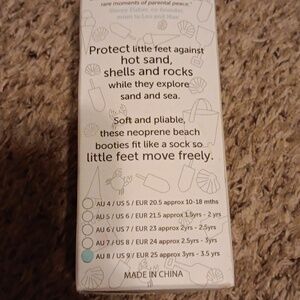 rare moments of parental peace."
Protect little feet against
hot sand,
shells and rocks
while they explore
sand and sea.
Soft and pliable,
these neoprene beach
booties fit like a sock so
little feet move freely.
AU 4 / US 5 / EUR 20.5 approx 10-18 mths
AU 5 / US 6 / EUR 21.5 approx 1.5yrs - 2 yrs
AU 6 / US 7 / EUR 23 approx 2yrs - 2.5yrs
AU 7 / US 8 / EUR 24 approx 2.5yrs - 3yrs
AU 8 / US 9 / EUR 25 approx 3yrs - 3.5 yrs
MADE IN CHINA